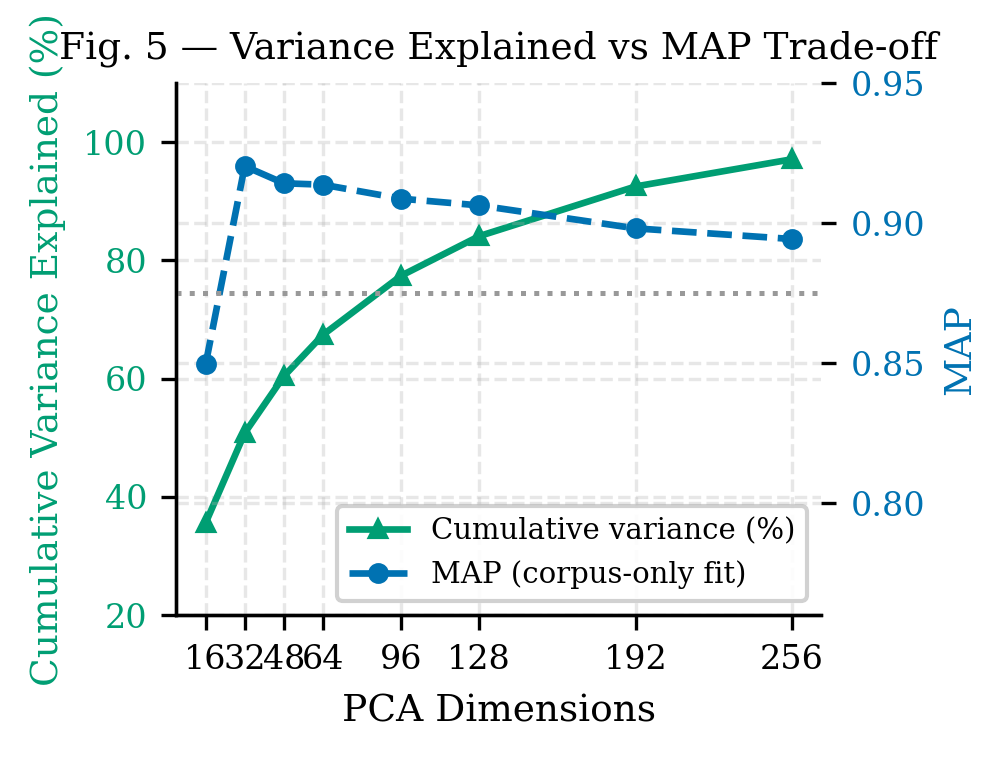 Fig. 5 — Variance Explained vs MAP Trade-off
Cumulative Variance Explained (%)
100
80
60
40
20
0.95
0.90
0.85
0.80
MAP
Cumulative variance (%)
MAP (corpus-only fit)
16 32 48 64 96 128 192 256
PCA Dimensions